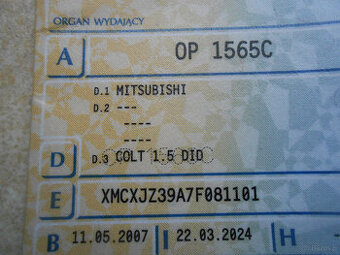 ORGAN WYDAJĄCY
A OP 1565C
D.1 MITSUBISHI
D.2 ---
----
----
D D.3 COLT 1.5 DID
E XMCXJZ39A7F081101
B 11.05.2007 I 22.03.2024 H -